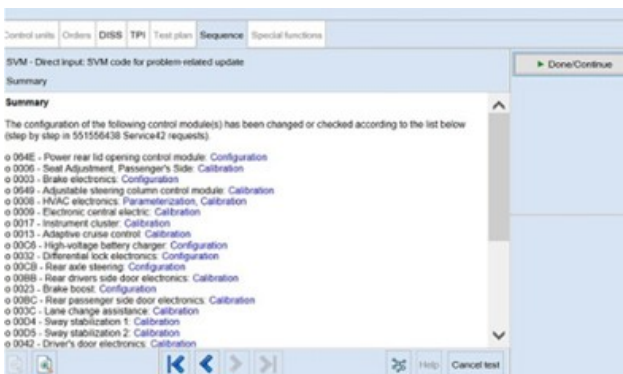 Control units Orders DISS TPI Test plan Sequence Special functions
SVM - Direct input: SVM code for problem-related update
Done/Continue
Summary
Summary
The configuration of the following control module(s) has been changed or checked according to the list below
(step by step in 551556438 Service42 requests).
o 064E - Power rear lid opening control module: Configuration
o 0006 - Seat Adjustment, Passenger's Side: Calibration
o 0003 - Brake electronics: Configuration
o 0649 - Adjustable steering column control module: Calibration
o 0008 - HVAC electronics: Parameterization, Calibration
o 0009 - Electronic central electric: Calibration
o 0017 - Instrument cluster: Calibration
o 0013 - Adaptive cruise control: Calibration
o 00C6 - High-voltage battery charger: Configuration
o 0032 - Differential lock electronics: Configuration
o 00CB - Rear axle steering: Configuration
o 00BB - Rear drivers side door electronics: Calibration
o 0023 - Brake boost: Configuration
o 00BC - Rear passenger side door electronics: Calibration
o 003C - Lane change assistance: Calibration
o 00D4 - Sway stabilization 1: Calibration
o 00D5 - Sway stabilization 2: Calibration
o 0042 - Driver's door electronics: Calibration
Help Cancel test